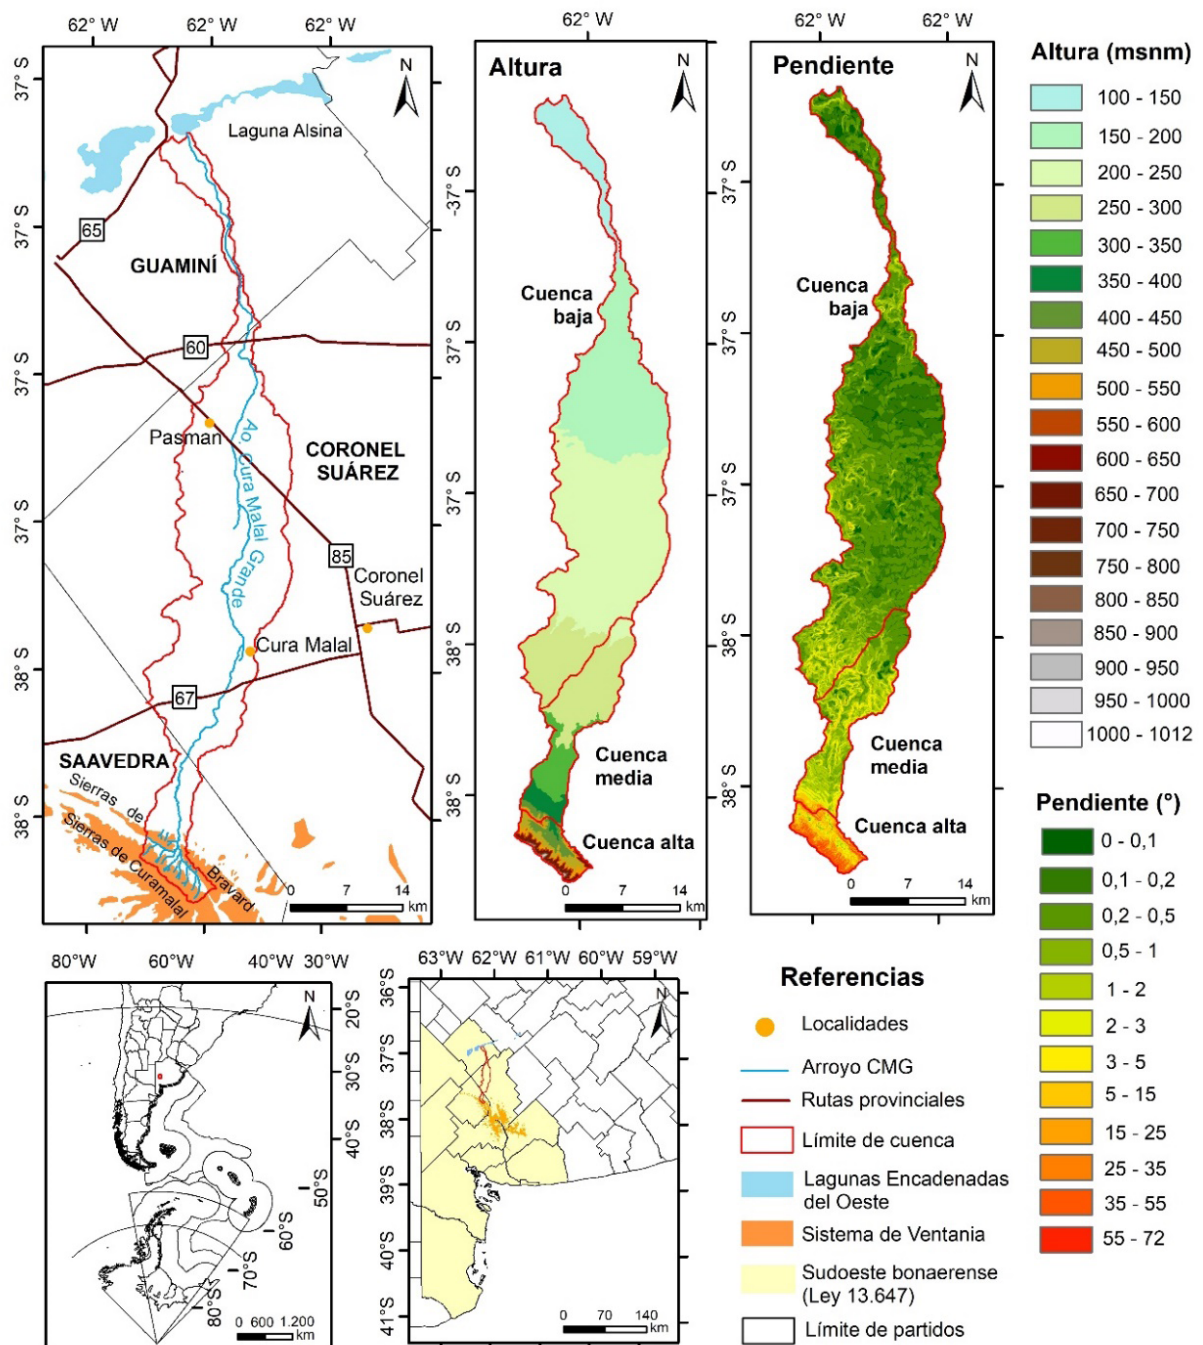 62° W
62° W
62° W
37° S
37° S
37° S
37° S
38° S
38° S
N
Laguna Alsina
65
GUAMINÍ
60
Pasman
CORONEL
SUÁREZ
Ao. Cura Malal Grande
85
Coronel
Suárez
Cura Malal
67
SAAVEDRA
Sierras de
Bravard
Sierras de Curamalal
0 7 14
km
62° W
Altura
N
-37° S
37° S
37° S
38° S
38° S
Cuenca
baja
Cuenca
media
Cuenca alta
0 7 14
km
62° W
62° W
Pendiente
N
37° S
37° S
37° S
38° S
38° S
Cuenca
baja
Cuenca
media
Cuenca alta
0 7 14
km
Altura (msnm)
100 - 150
150 - 200
200 - 250
250 - 300
300 - 350
350 - 400
400 - 450
450 - 500
500 - 550
550 - 600
600 - 650
650 - 700
700 - 750
750 - 800
800 - 850
850 - 900
900 - 950
950 - 1000
1000 - 1012
Pendiente (°)
0 - 0,1
0,1 - 0,2
0,2 - 0,5
0,5 - 1
1 - 2
2 - 3
3 - 5
5 - 15
15 - 25
25 - 35
35 - 55
55 - 72
80°W 60°W 40°W 30°W
N
20°S
30°S
40°S
50°S
60°S
70°S
80°S
0 600 1.200
km
63°W 62°W 61°W 60°W 59°W
N
36°S
37°S
38°S
39°S
40°S
41°S
0 70 140
km
Referencias
Localidades
Arroyo CMG
Rutas provinciales
Límite de cuenca
Lagunas Encadenadas
del Oeste
Sistema de Ventania
Sudoeste bonaerense
(Ley 13.647)
Límite de partidos